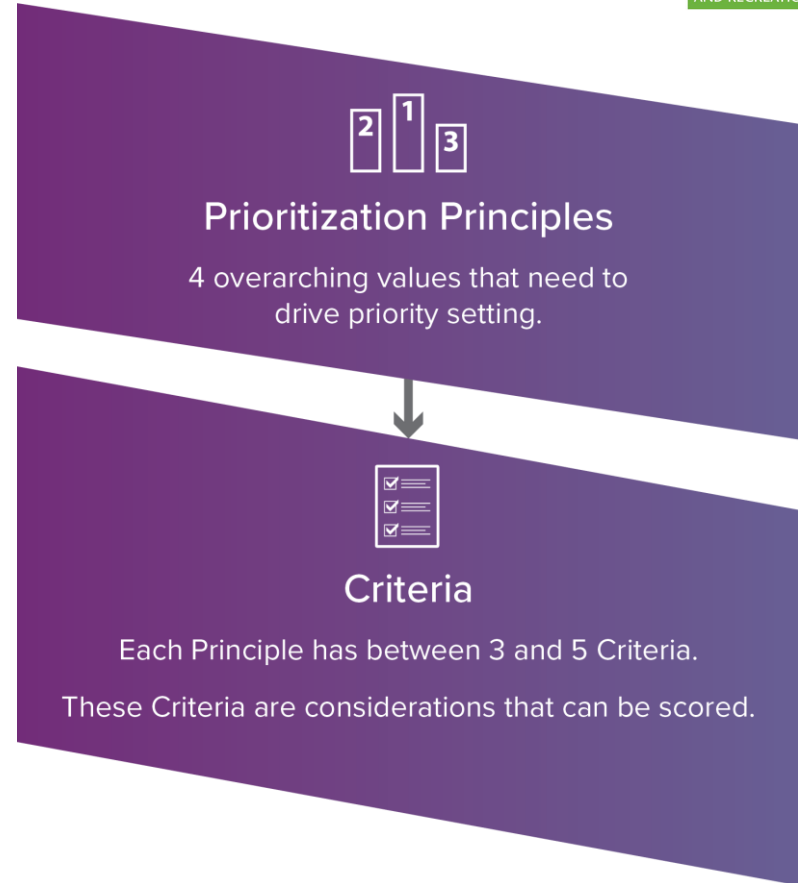 2 1 3
Prioritization Principles
4 overarching values that need to
drive priority setting.
Criteria
Each Principle has between 3 and 5 Criteria.
These Criteria are considerations that can be scored.